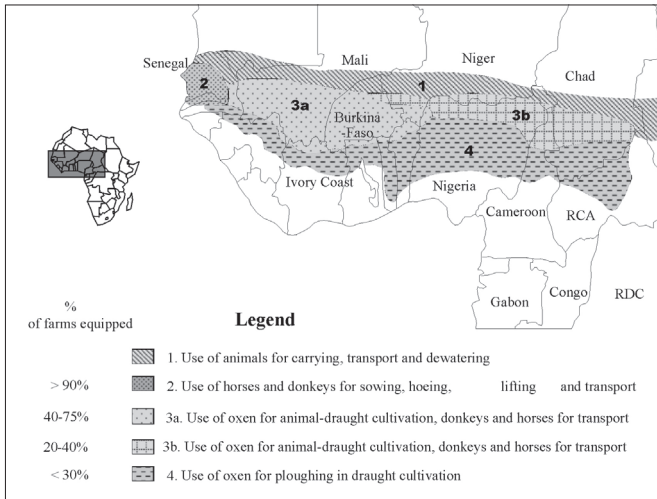 Senegal
Mali
Niger
Chad
2
1
3a
3b
Burkina
-Faso
4
Ivory Coast
Nigeria
Cameroon
RCA
Gabon
Congo
RDC
%
of farms equipped
Legend
1. Use of animals for carrying, transport and dewatering
> 90% 2. Use of horses and donkeys for sowing, hoeing, lifting and transport
40-75% 3a. Use of oxen for animal-draught cultivation, donkeys and horses for transport
20-40% 3b. Use of oxen for animal-draught cultivation, donkeys and horses for transport
< 30% 4. Use of oxen for ploughing in draught cultivation